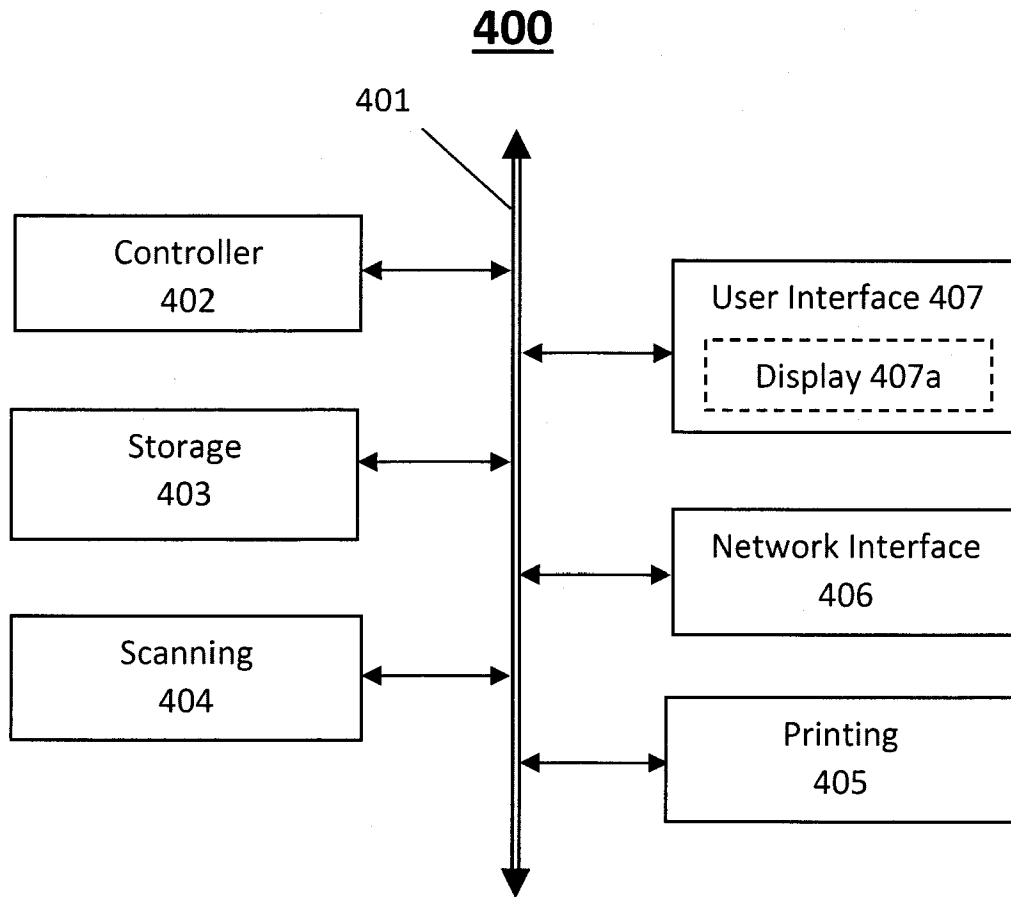 400
401
Controller
402
User Interface 407
Display 407a
Storage
403
Network Interface
406
Scanning
404
Printing
405